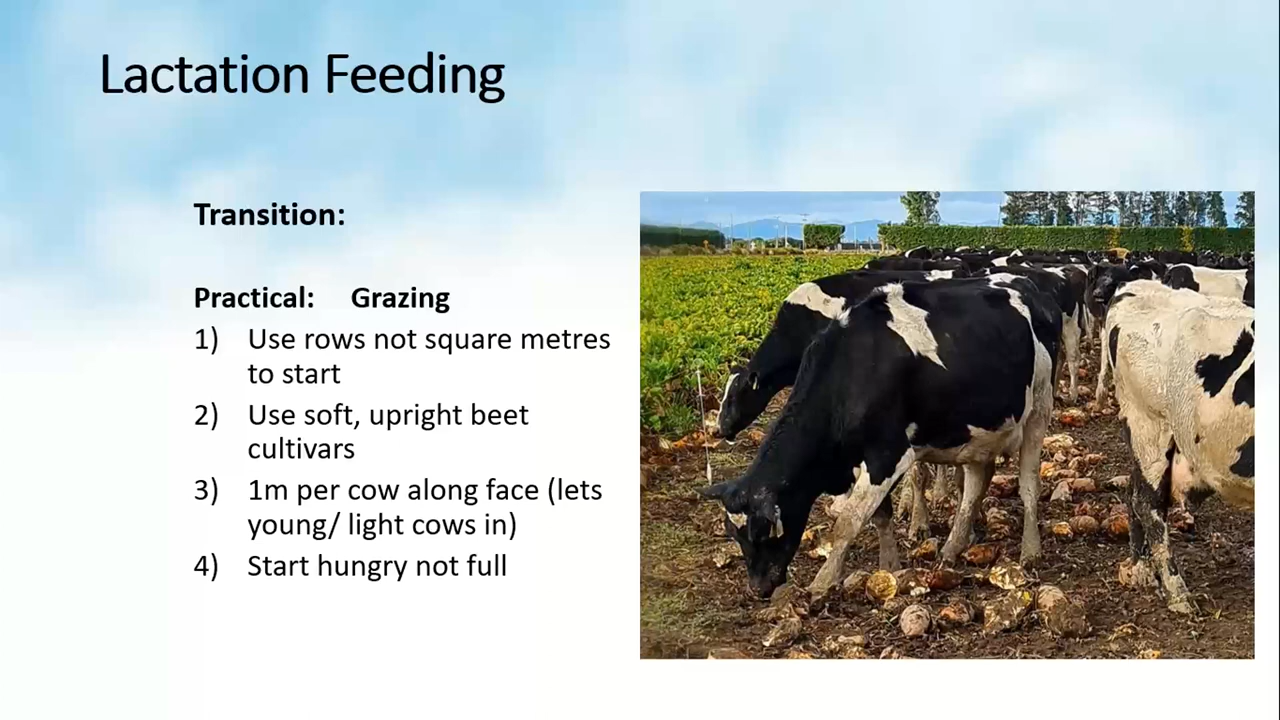 Lactation Feeding
Transition:
Practical: Grazing
1) Use rows not square metres
to start
2) Use soft, upright beet
cultivars
3) 1m per cow along face (lets
young/ light cows in)
4) Start hungry not full